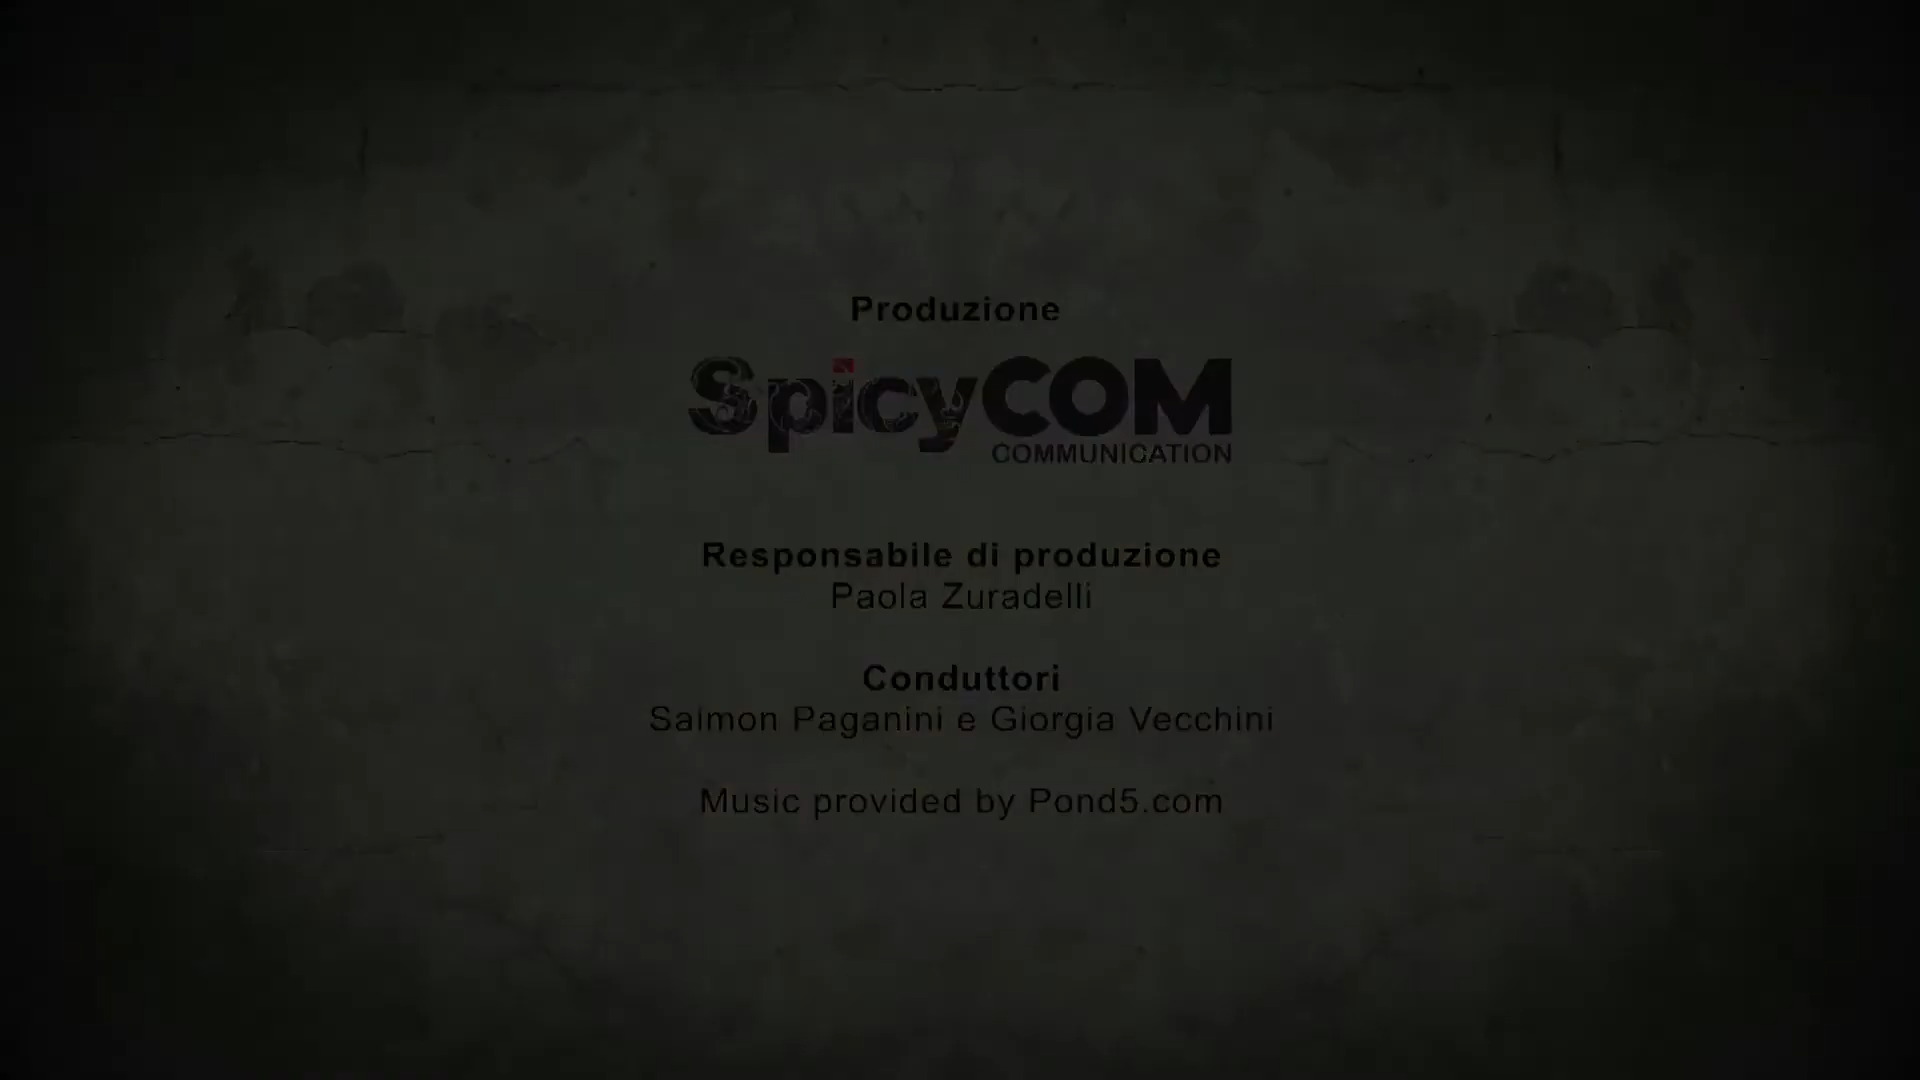 Produzione
SpicyCOM
COMMUNICATION
Responsabile di produzione
Paola Zuradelli
Conduttori
Saimon Paganini e Giorgia Vecchini
Music provided by Pond5.com